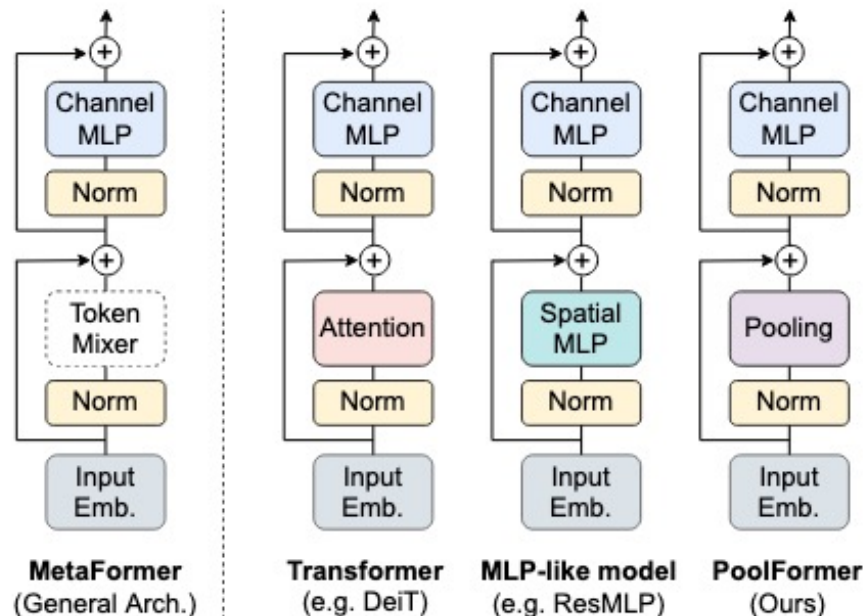 +
+
+
+
Channel
MLP
Channel
MLP
Channel
MLP
Channel
MLP
Norm
Norm
Norm
Norm
+
+
+
+
Token
Mixer
Attention
Spatial
MLP
Pooling
Norm
Norm
Norm
Norm
Input
Emb.
Input
Emb.
Input
Emb.
Input
Emb.
MetaFormer
(General Arch.)
Transformer
(e.g. DeiT)
MLP-like model
(e.g. ResMLP)
PoolFormer
(Ours)